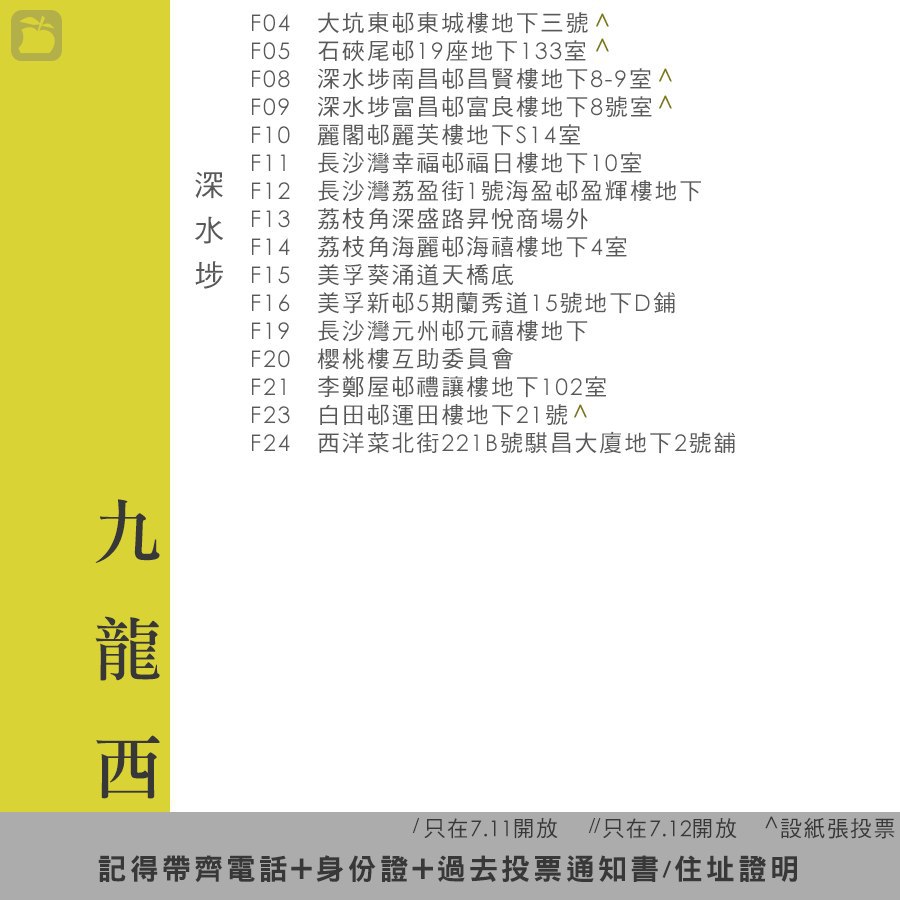 F04 大坑東邨東城樓地下三號^
F05 石硤尾邨19座地下133室^
F08 深水埗南昌邨昌賢樓地下8-9室^
F09 深水埗富昌邨富良樓地下8號室^
F10 麗閣邨麗芙樓地下S14室
F11 長沙灣幸福邨福日樓地下10室
深水埗
F12 長沙灣荔盈街1號海盈邨盈輝樓地下
F13 荔枝角深盛路昇悅商場外
F14 荔枝角海麗邨海禧樓地下4室
F15 美孚葵涌道天橋底
F16 美孚新邨5期蘭秀道15號地下D鋪
F19 長沙灣元州邨元禧樓地下
F20 櫻桃樓互助委員會
F21 李鄭屋邨禮讓樓地下102室
F23 白田邨運田樓地下21號^
F24 西洋菜北街221B號騏昌大廈地下2號舖
九龍西
/只在7.11開放 //只在7.12開放 ^設紙張投票
記得帶齊電話+身份證+過去投票通知書/住址證明